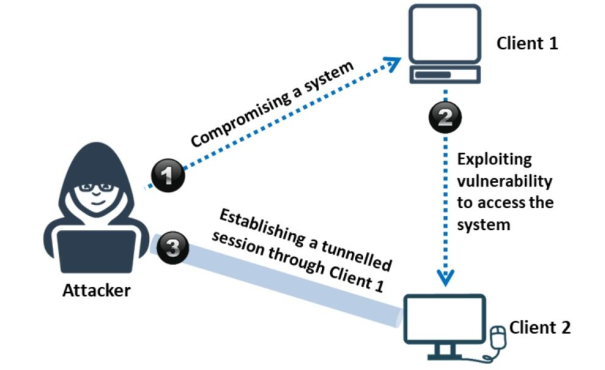 Client 1
Compromising a system
1
2
Exploiting
vulnerability
to access the
system
Establishing a tunnelled
session through Client 1
3
Attacker
Client 2